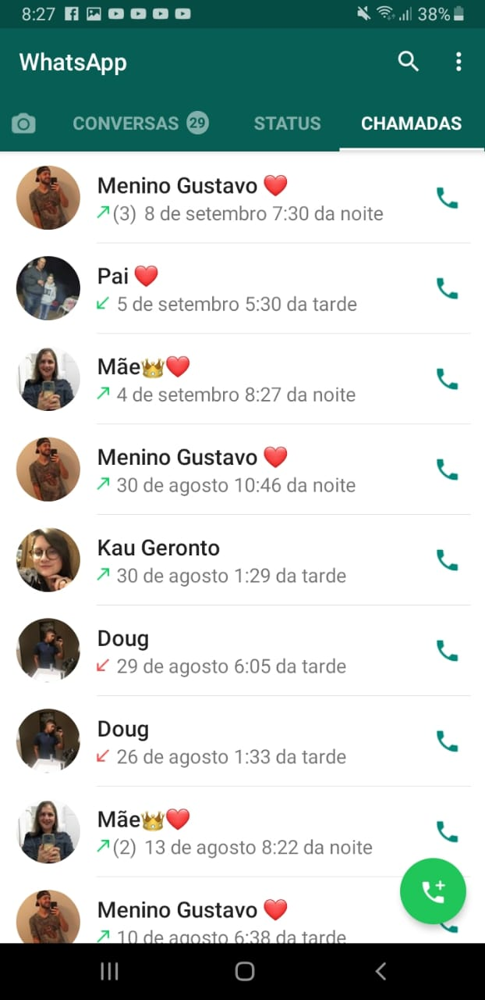 8:27 38%
WhatsApp
CONVERSAS 29 STATUS CHAMADAS
Menino Gustavo ❤️
(3) 8 de setembro 7:30 da noite
Pai ❤️
5 de setembro 5:30 da tarde
Mãe👑❤️
4 de setembro 8:27 da noite
Menino Gustavo ❤️
30 de agosto 10:46 da noite
Kau Geronto
30 de agosto 1:29 da tarde
Doug
29 de agosto 6:05 da tarde
Doug
26 de agosto 1:33 da tarde
Mãe👑❤️
(2) 13 de agosto 8:22 da noite
Menino Gustavo ❤️
10 de agosto 6:38 da tarde